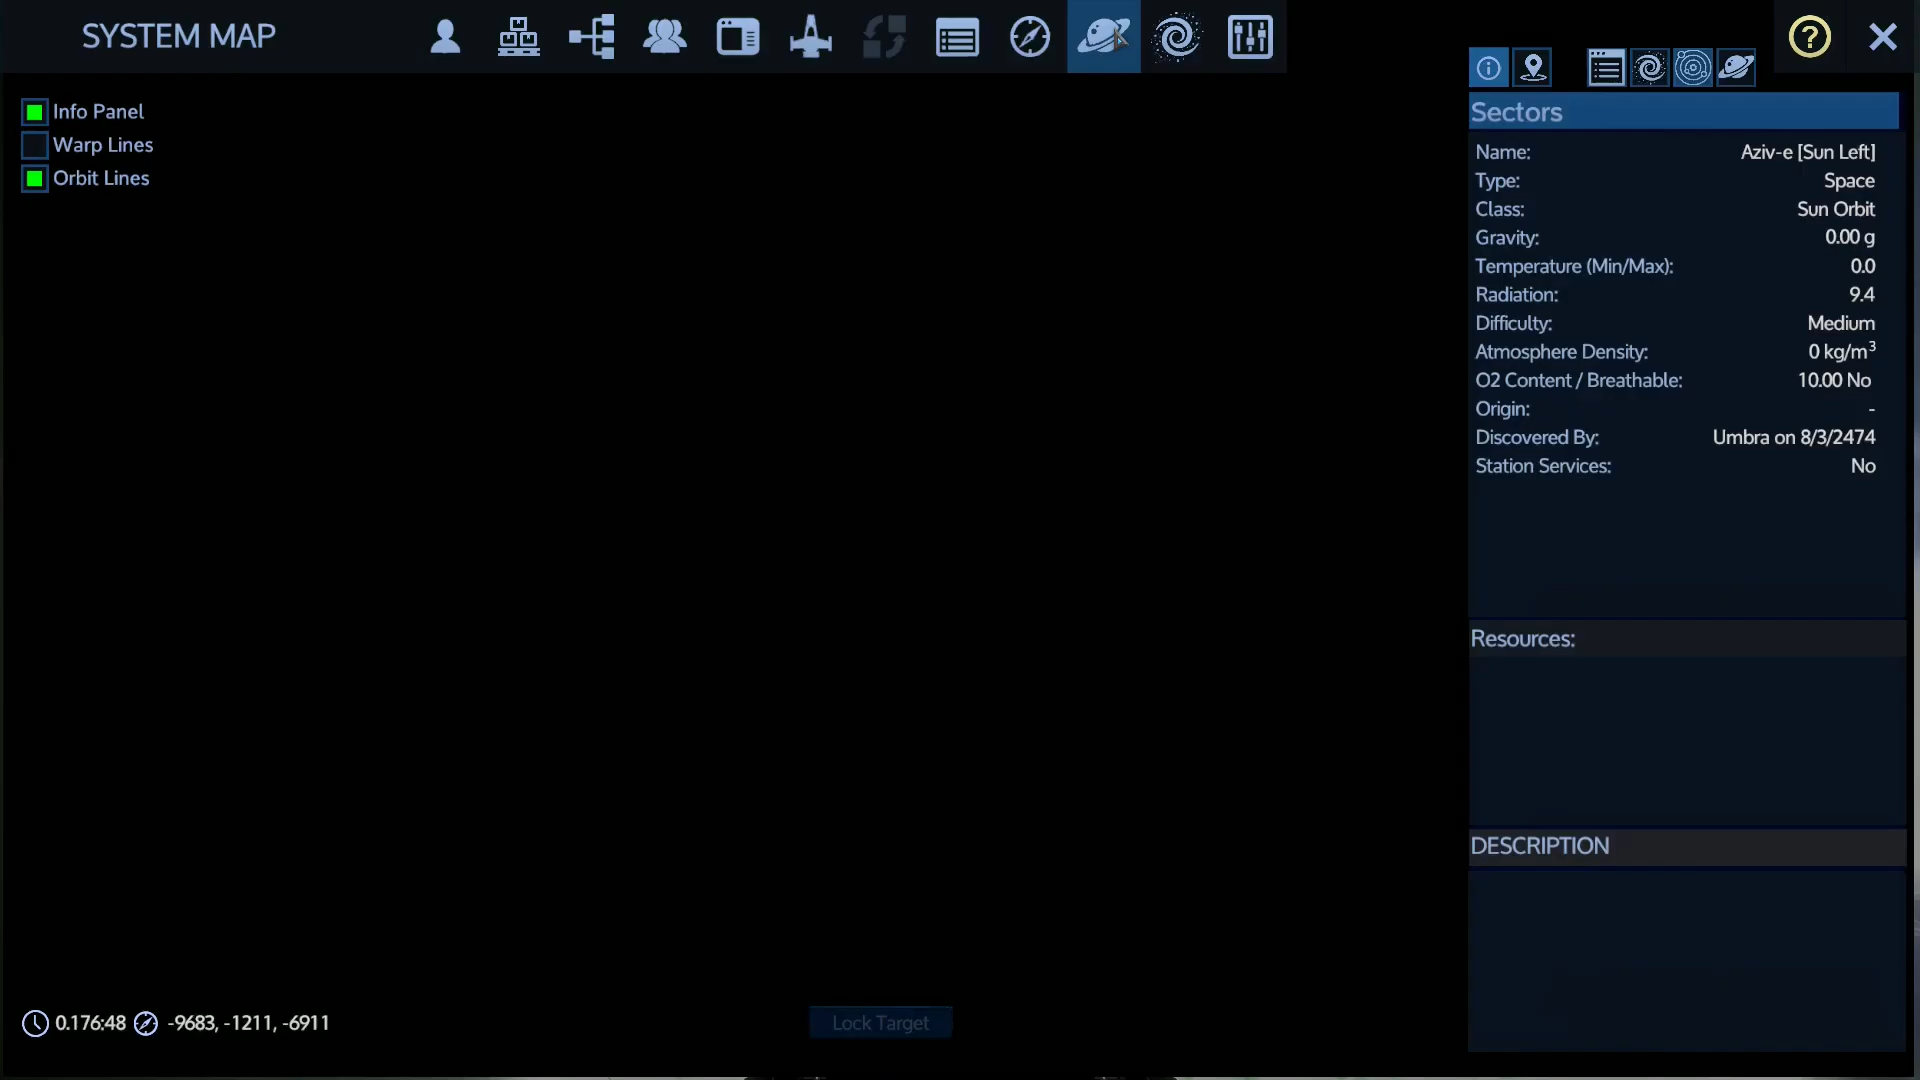 SYSTEM MAP
?
Info Panel
Warp Lines
Orbit Lines
Sectors
Name: Aziv-e [Sun Left]
Type: Space
Class: Sun Orbit
Gravity: 0.00 g
Temperature (Min/Max): 0.0
Radiation: 9.4
Difficulty: Medium
Atmosphere Density: 0 kg/m³
O2 Content / Breathable: 10.00 No
Origin: -
Discovered By: Umbra on 8/3/2474
Station Services: No
Resources:
DESCRIPTION
0.176:48 -9683, -1211, -6911
Lock Target